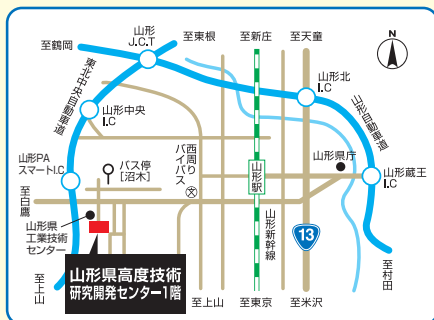 山形
J.C.T
至東根
至新庄
至天童
至鶴岡
N
東北中央自動車道
山形北
I.C
山形中央
I.C
山形自動車道
西周り
バイパス
山形県庁
山形PA
スマートI.C
バス停
[沼木]
文
山形駅
山形蔵王
I.C
至白鷹
山形県
工業技術
センター
山形新幹線
13
山形県高度技術
研究開発センター1階
至上山
至上山
至東京
至米沢
至村田